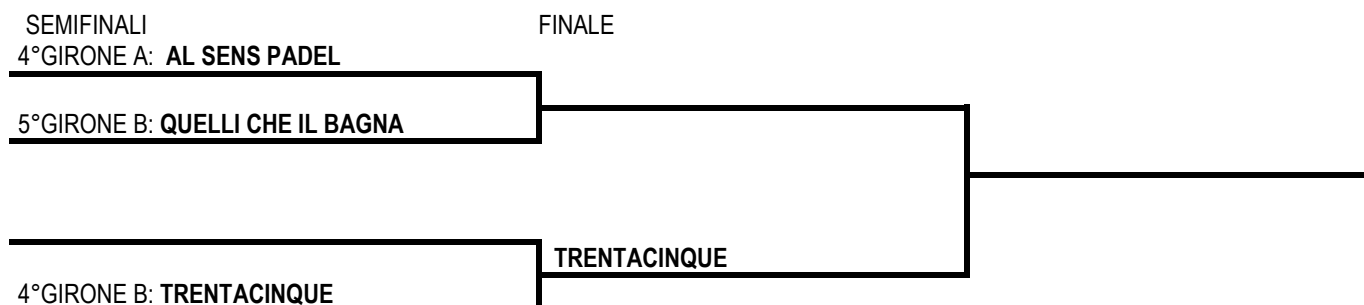 SEMIFINALI FINALE
4°GIRONE A: AL SENS PADEL
5°GIRONE B: QUELLI CHE IL BAGNA
TRENTACINQUE
4°GIRONE B: TRENTACINQUE